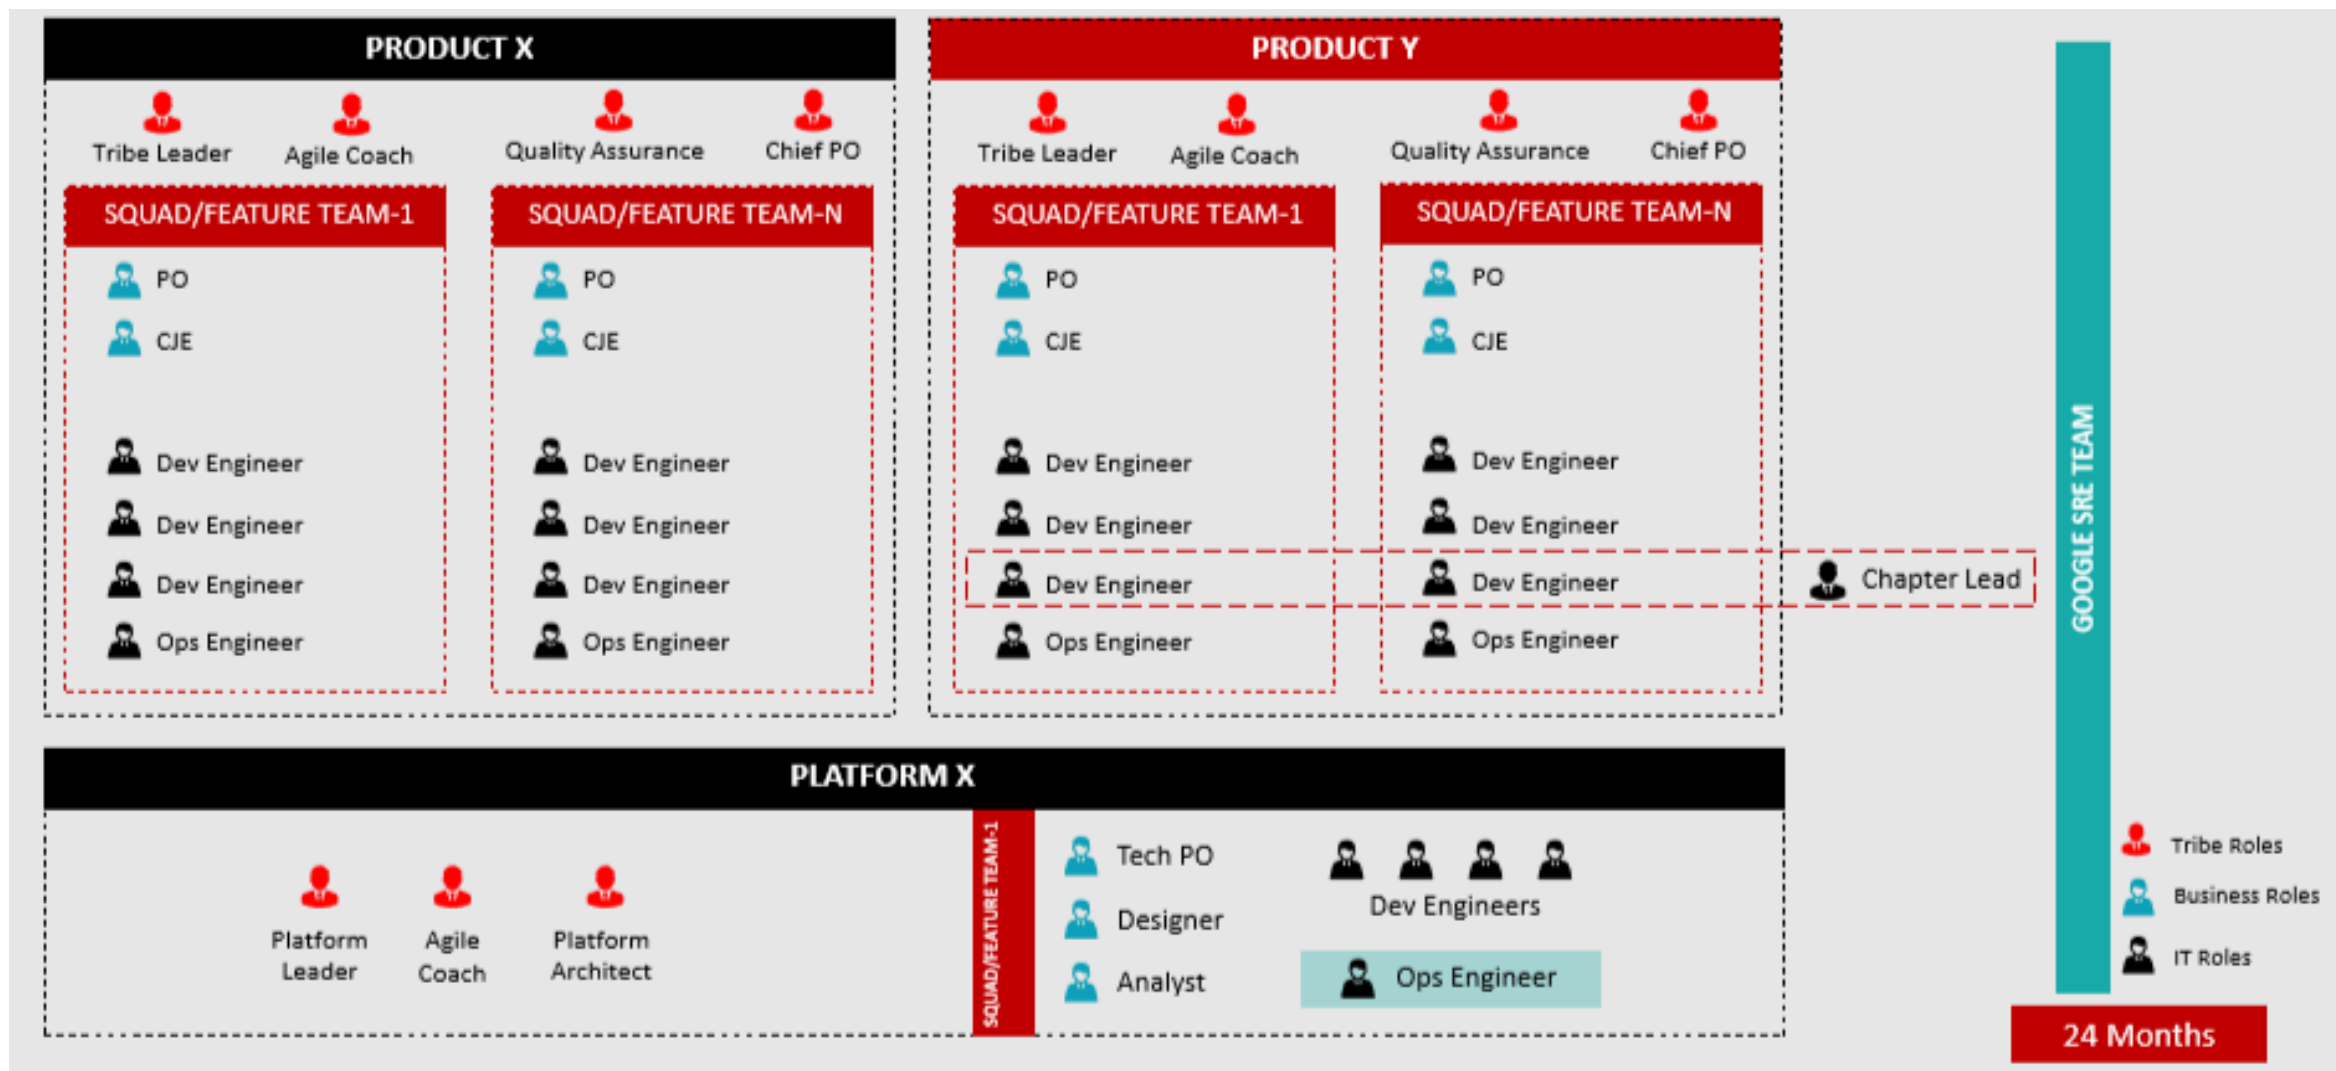 PRODUCT X
Tribe Leader
Agile Coach
Quality Assurance
Chief PO
SQUAD/FEATURE TEAM-1
PO
CJE
Dev Engineer
Dev Engineer
Dev Engineer
Ops Engineer
SQUAD/FEATURE TEAM-N
PO
CJE
Dev Engineer
Dev Engineer
Dev Engineer
Ops Engineer
PRODUCT Y
Tribe Leader
Agile Coach
Quality Assurance
Chief PO
SQUAD/FEATURE TEAM-1
PO
CJE
Dev Engineer
Dev Engineer
Dev Engineer
Ops Engineer
SQUAD/FEATURE TEAM-N
PO
CJE
Dev Engineer
Dev Engineer
Dev Engineer
Ops Engineer
Chapter Lead
GOOGLE SRE TEAM
PLATFORM X
Platform
Leader
Agile
Coach
Platform
Architect
SQUAD/FEATURE TEAM-1
Tech PO
Designer
Analyst
Dev Engineers
Ops Engineer
Tribe Roles
Business Roles
IT Roles
24 Months